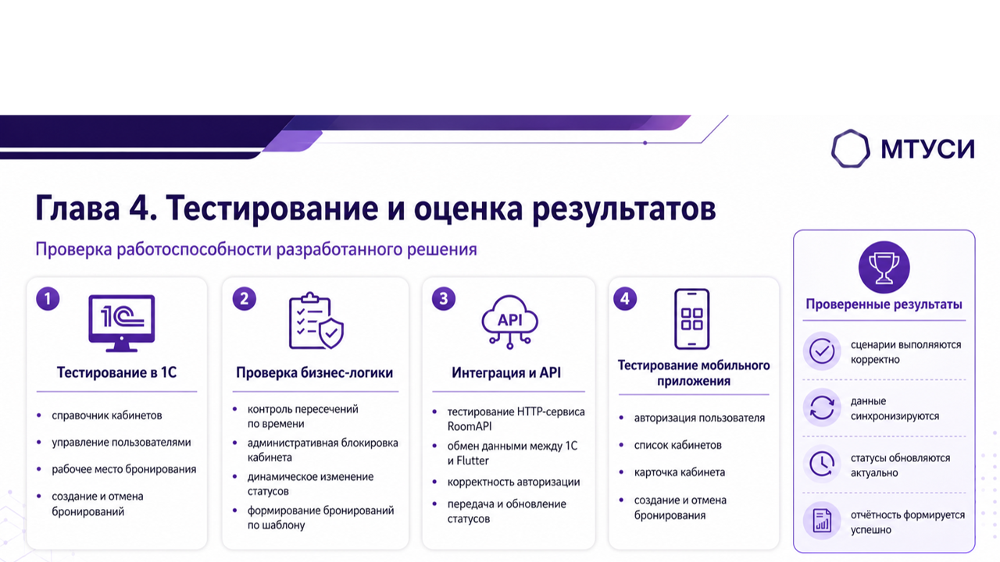 МТУСИ
Глава 4. Тестирование и оценка результатов
Проверка работоспособности разработанного решения
1
1С
Тестирование в 1С
• справочник кабинетов
• управление пользователями
• рабочее место бронирования
• создание и отмена
бронирований
2
Проверка бизнес-логики
• контроль пересечений
по времени
• административная блокировка
кабинета
• динамическое изменение
статусов
• формирование бронирований
по шаблону
3
API
Интеграция и API
• тестирование HTTP-сервиса
RoomAPI
• обмен данными между 1С
и Flutter
• корректность авторизации
• передача и обновление
статусов
4
Тестирование мобильного
приложения
• авторизация пользователя
• список кабинетов
• карточка кабинета
• создание и отмена
бронирования
Проверенные результаты
сценарии выполняются
корректно
данные
синхронизируются
статусы обновляются
актуально
отчётность формируется
успешно